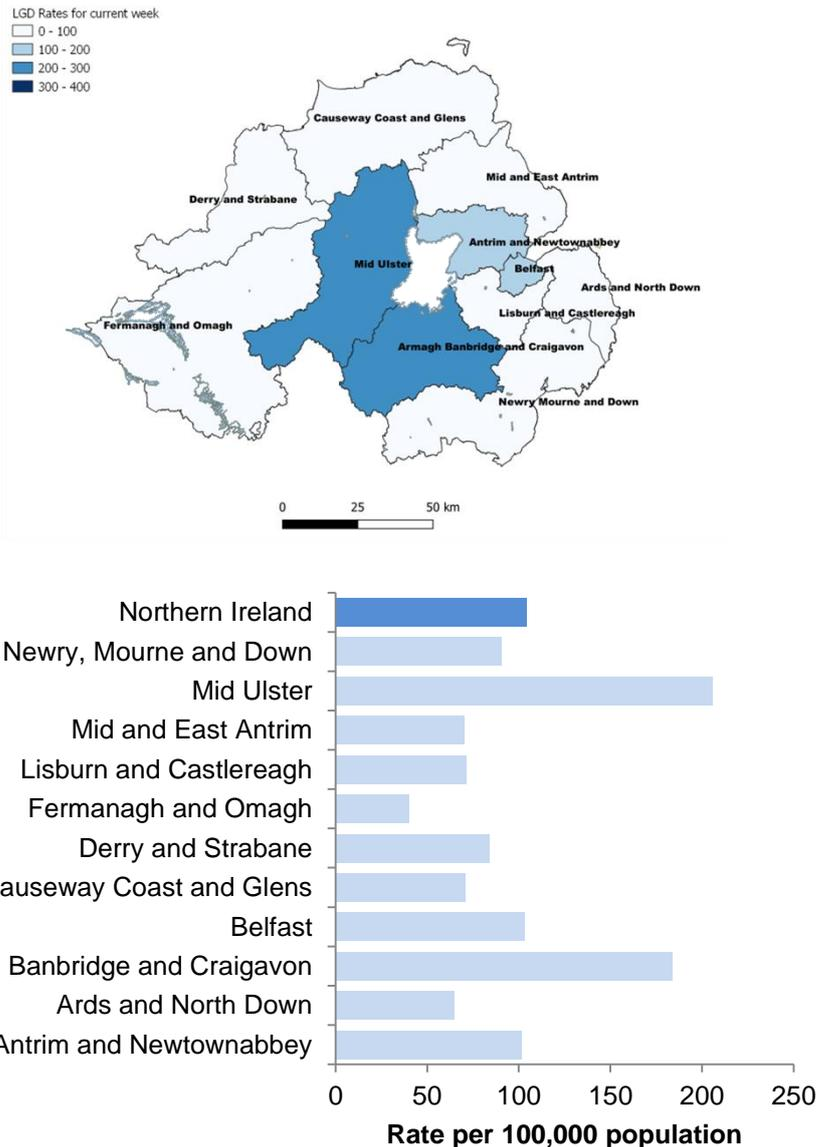 LGD Rates for current week
0 - 100
100 - 200
200 - 300
300 - 400
Causeway Coast and Glens
Mid and East Antrim
Derry and Strabane
Antrim and Newtownabbey
Mid Ulster
Belfast
Ards and North Down
Lisburn and Castlereagh
Fermanagh and Omagh
Armagh Banbridge and Craigavon
Newry Mourne and Down
0 25 50 km
Northern Ireland
Newry, Mourne and Down
Mid Ulster
Mid and East Antrim
Lisburn and Castlereagh
Fermanagh and Omagh
Derry and Strabane
auseway Coast and Glens
Belfast
Banbridge and Craigavon
Ards and North Down
Antrim and Newtownabbey
0 50 100 150 200 250
Rate per 100,000 population